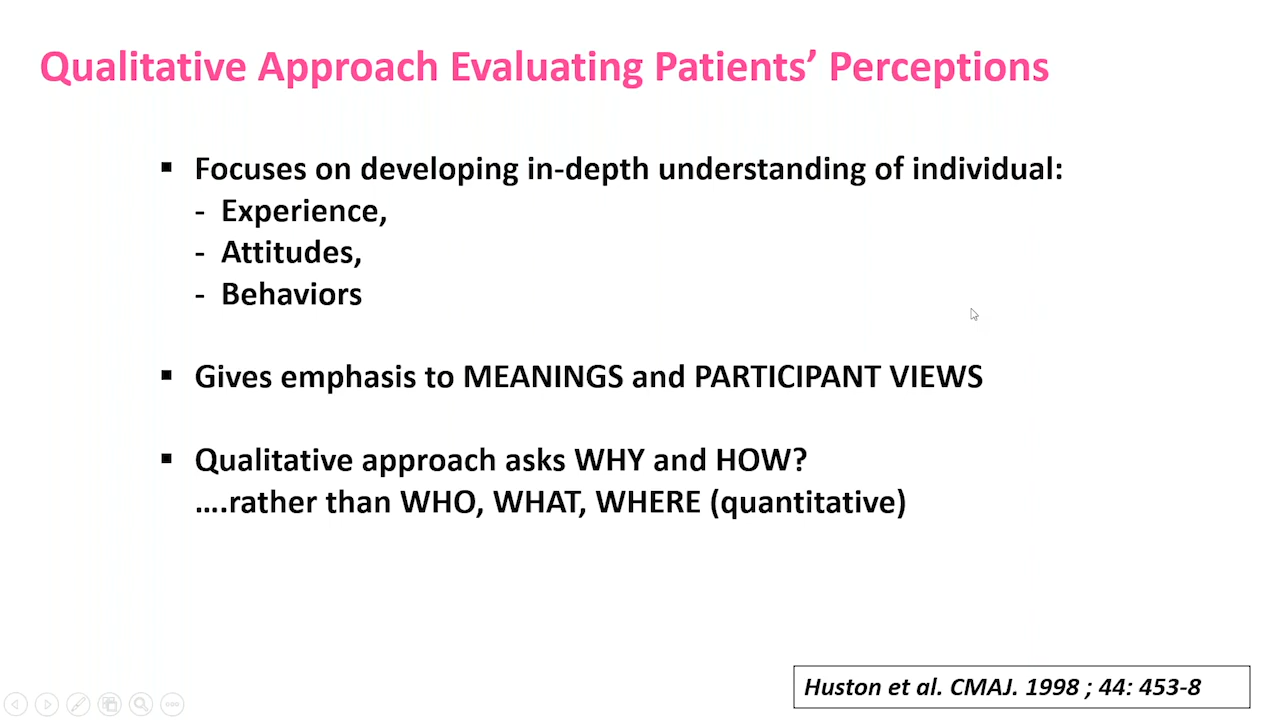 Qualitative Approach Evaluating Patients’ Perceptions
▪ Focuses on developing in-depth understanding of individual:
- Experience,
- Attitudes,
- Behaviors
▪ Gives emphasis to MEANINGS and PARTICIPANT VIEWS
▪ Qualitative approach asks WHY and HOW?
….rather than WHO, WHAT, WHERE (quantitative)
Huston et al. CMAJ. 1998 ; 44: 453-8